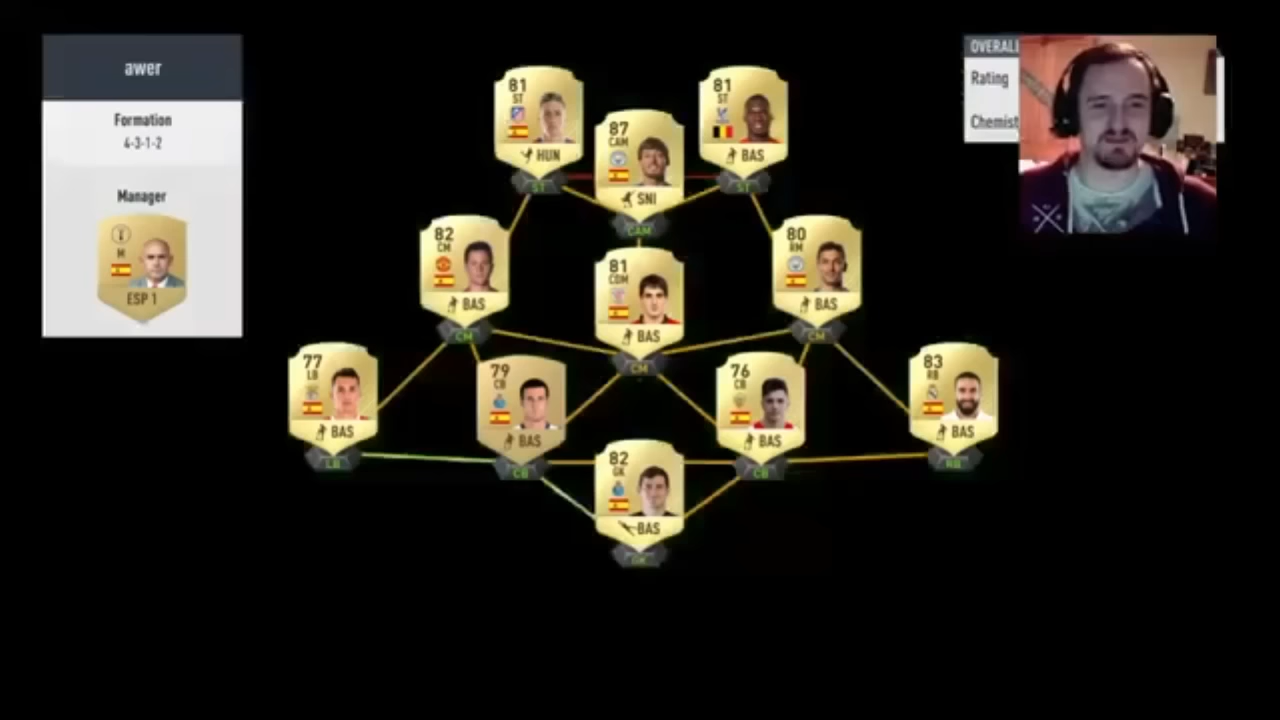 awer
Formation
4-3-1-2
Manager
M
ESP 1
OVERALL
Rating
Chemist
81
ST
HUN
ST
81
ST
BAS
ST
87
CAM
SNI
CAM
82
CM
BAS
CM
80
RM
BAS
CM
81
CDM
BAS
CM
77
LB
BAS
LB
79
CB
BAS
CB
76
CB
BAS
CB
83
RB
BAS
RB
82
GK
BAS
GK